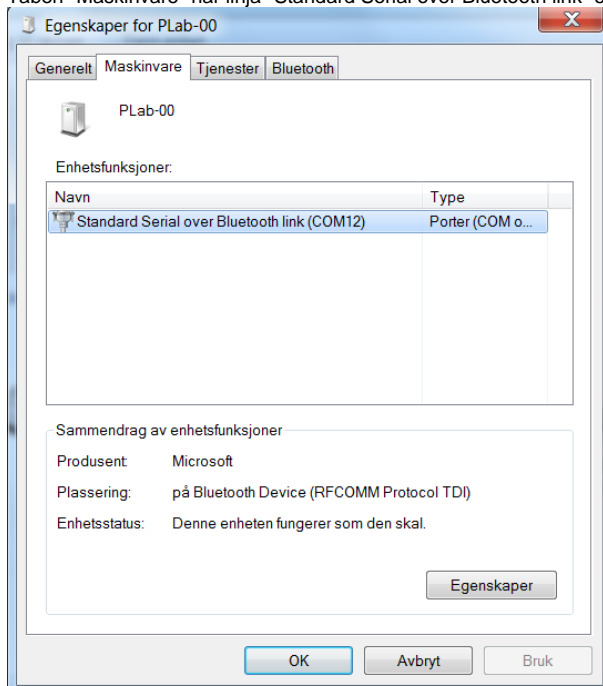 Egenskaper for PLab-00
Generelt Maskinvare Tjenester Bluetooth
PLab-00
Enhetsfunksjoner:
Navn Type
Standard Serial over Bluetooth link (COM12) Porter (COM o...
Sammendrag av enhetsfunksjoner
Produsent: Microsoft
Plassering: på Bluetooth Device (RFCOMM Protocol TDI)
Enhetsstatus: Denne enheten fungerer som den skal.
Egenskaper
OK Avbryt Bruk